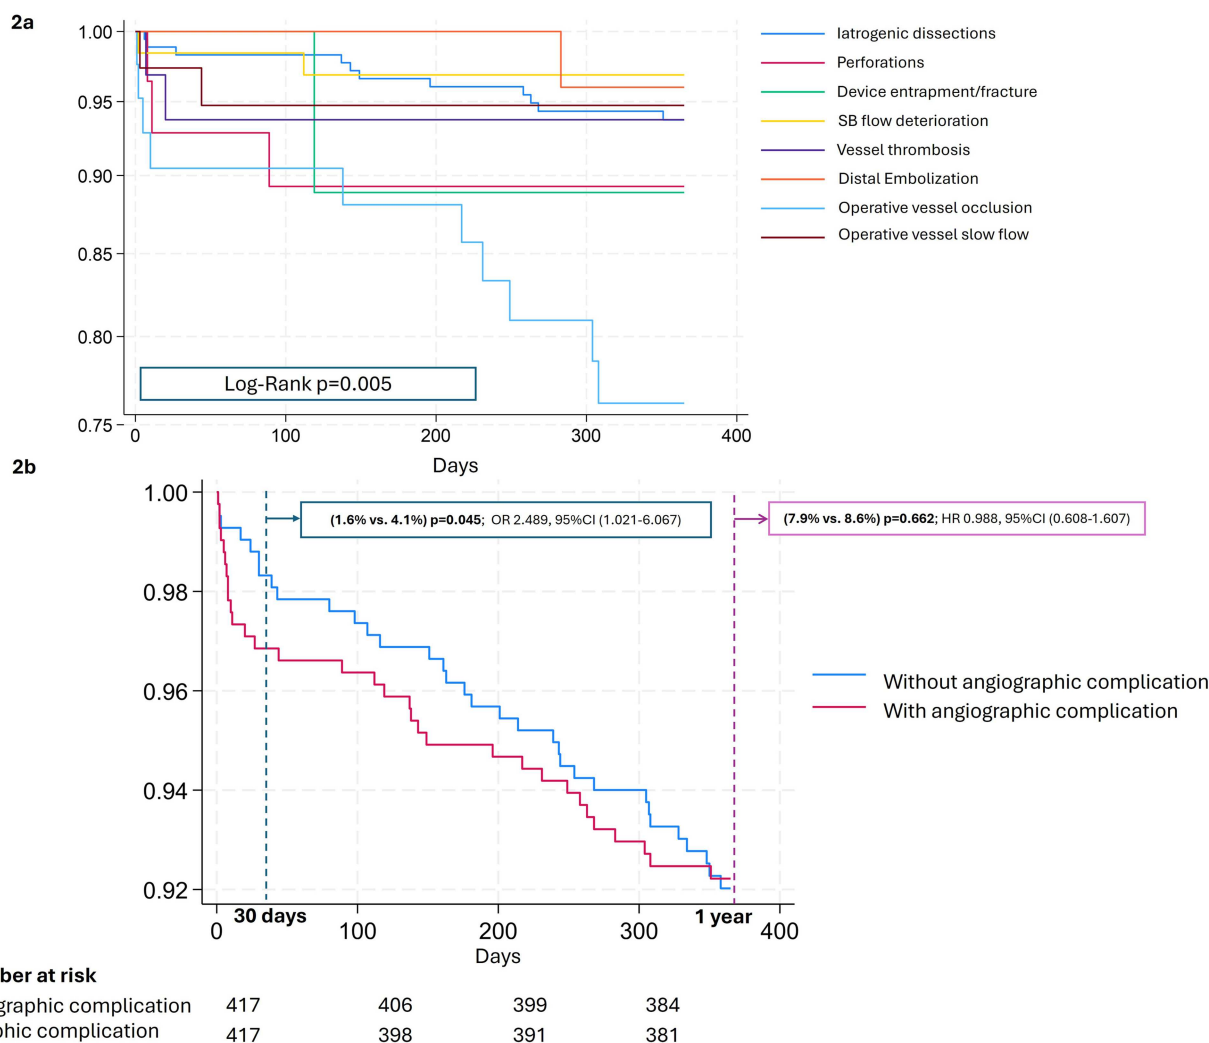 2a
1.00
0.95
0.90
0.85
0.80
0.75
Iatrogenic dissections
Perforations
Device entrapment/fracture
SB flow deterioration
Vessel thrombosis
Distal Embolization
Operative vessel occlusion
Operative vessel slow flow
Log-Rank p=0.005
0 100 200 300 400
Days
2b
1.00
0.98
0.96
0.94
0.92
(1.6% vs. 4.1%) p=0.045; OR 2.489, 95%CI (1.021-6.067)
(7.9% vs. 8.6%) p=0.662; HR 0.988, 95%CI (0.608-1.607)
Without angiographic complication
With angiographic complication
30 days 1 year
0 100 200 300 400
Days
ber at risk
graphic complication 417 406 399 384
phic complication 417 398 391 381